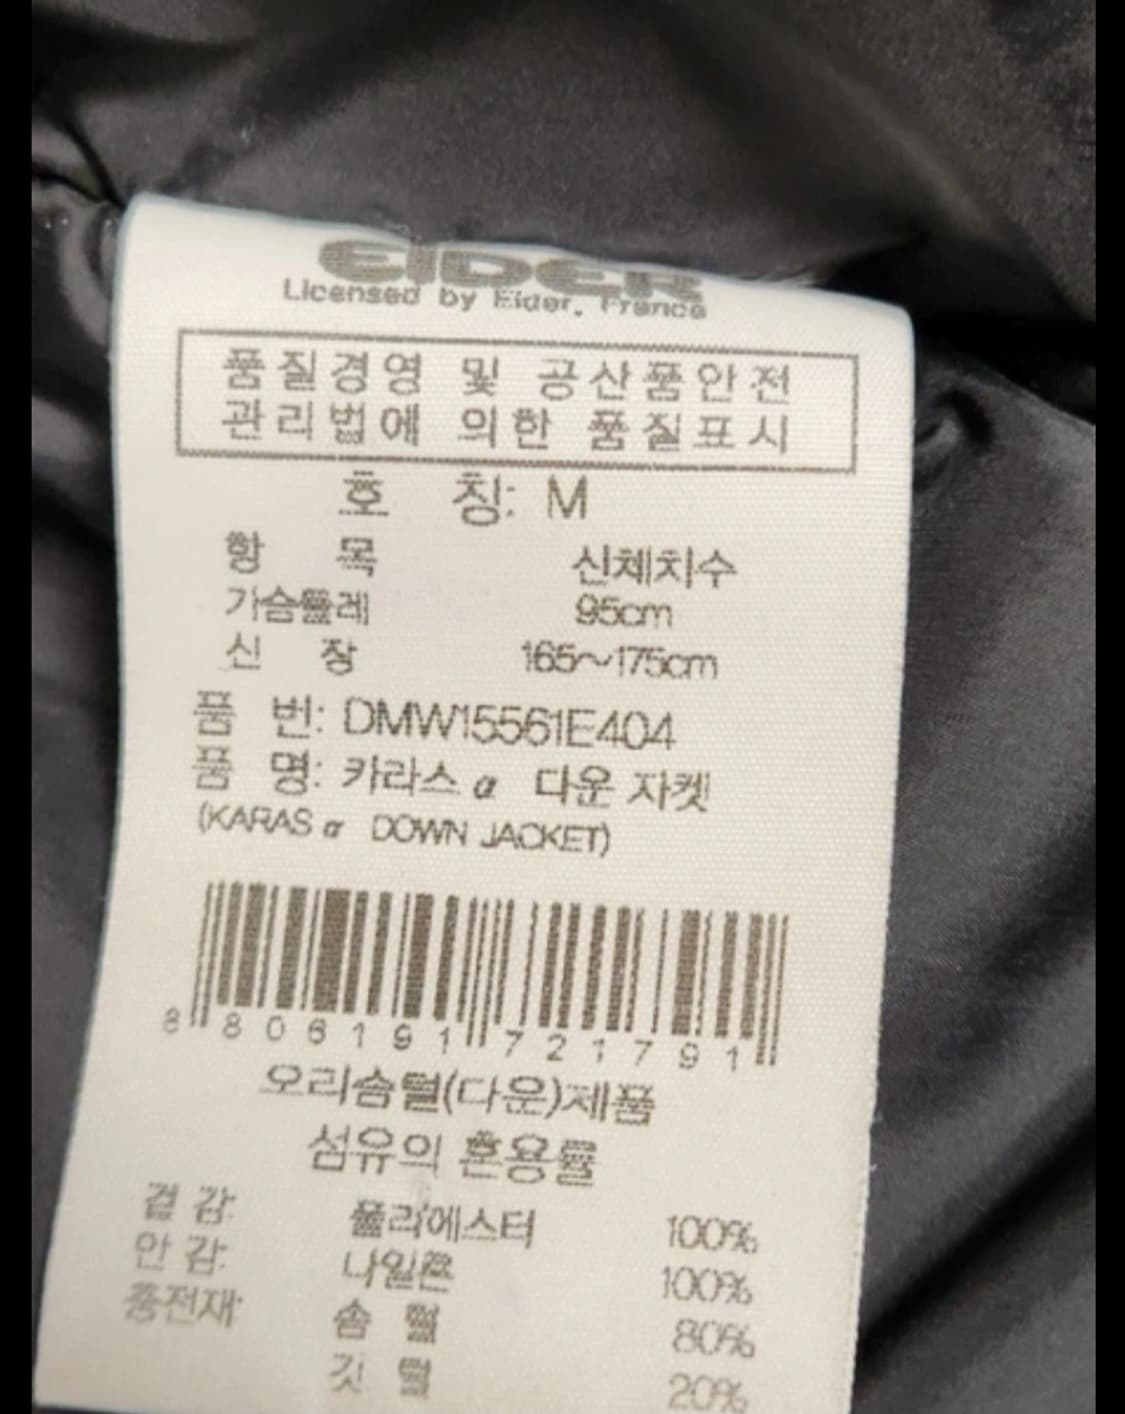 EIDER
Licensed by Eider, France
품질경영 및 공산품안전
관리법에 의한 품질표시
호 칭: M
항 목 신체치수
가슴둘레 95cm
신 장 165~175cm
품 번: DMW15561E404
품 명: 카라스 α 다운 자켓
(KARAS α DOWN JACKET)
8 806191 721791
오리솜털(다운)제품
섬유의 혼용률
겉 감: 폴리에스터 100%
안 감: 나일론 100%
충전재: 솜 털 80%
깃 털 20%